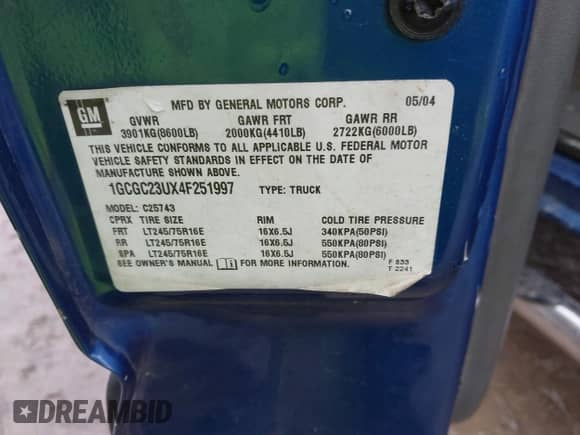 GM
MFD BY GENERAL MOTORS CORP. 05/04
GVWR GAWR FRT GAWR RR
3901KG(8600LB) 2000KG(4410LB) 2722KG(6000LB)
THIS VEHICLE CONFORMS TO ALL APPLICABLE U.S. FEDERAL MOTOR
VEHICLE SAFETY STANDARDS IN EFFECT ON THE DATE OF
MANUFACTURE SHOWN ABOVE.
1GCGC23UX4F251997 TYPE: TRUCK
MODEL: C25743
CPRX TIRE SIZE RIM COLD TIRE PRESSURE
FRT LT245/75R16E 16X6.5J 340KPA(50PSI)
RR LT245/75R16E 16X6.5J 550KPA(80PSI)
SPA LT245/75R16E 16X6.5J 550KPA(80PSI)
SEE OWNER'S MANUAL FOR MORE INFORMATION. F 833
T 2241
DREAMBID